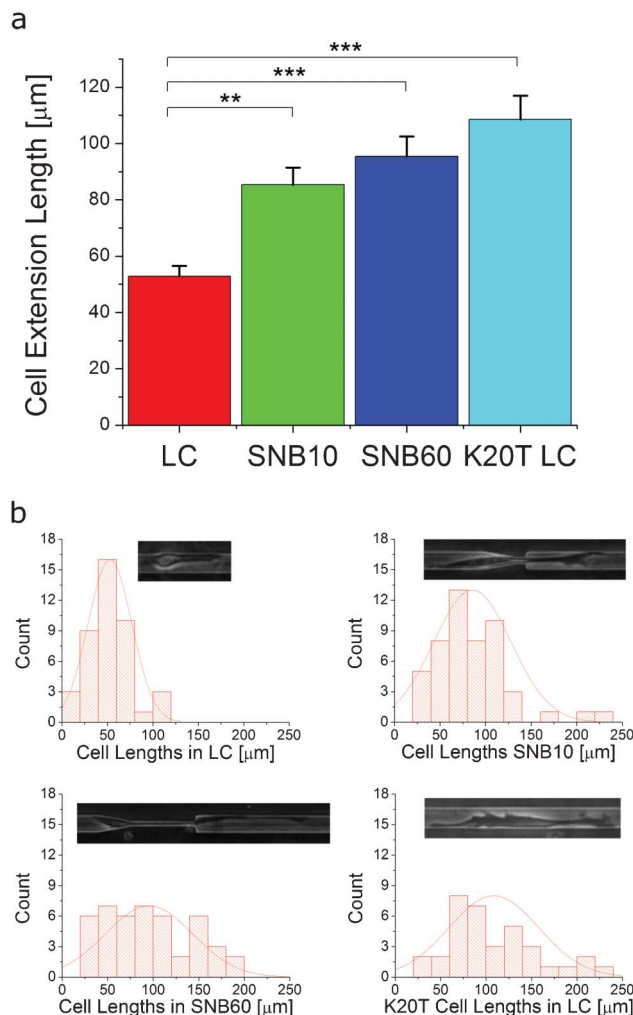 a
***
***
**
Cell Extension Length [μm]
120
100
80
60
40
20
0
LC SNB10 SNB60 K20T LC
b
18
15
12
9
6
3
0
Count
0 50 100 150 200 250
Cell Lengths in LC [μm]
18
15
12
9
6
3
0
Count
0 50 100 150 200 250
Cell Lengths SNB10 [μm]
18
15
12
9
6
3
0
Count
0 50 100 150 200 250
Cell Lengths in SNB60 [μm]
18
15
12
9
6
3
0
Count
0 50 100 150 200 250
K20T Cell Lengths in LC [μm]